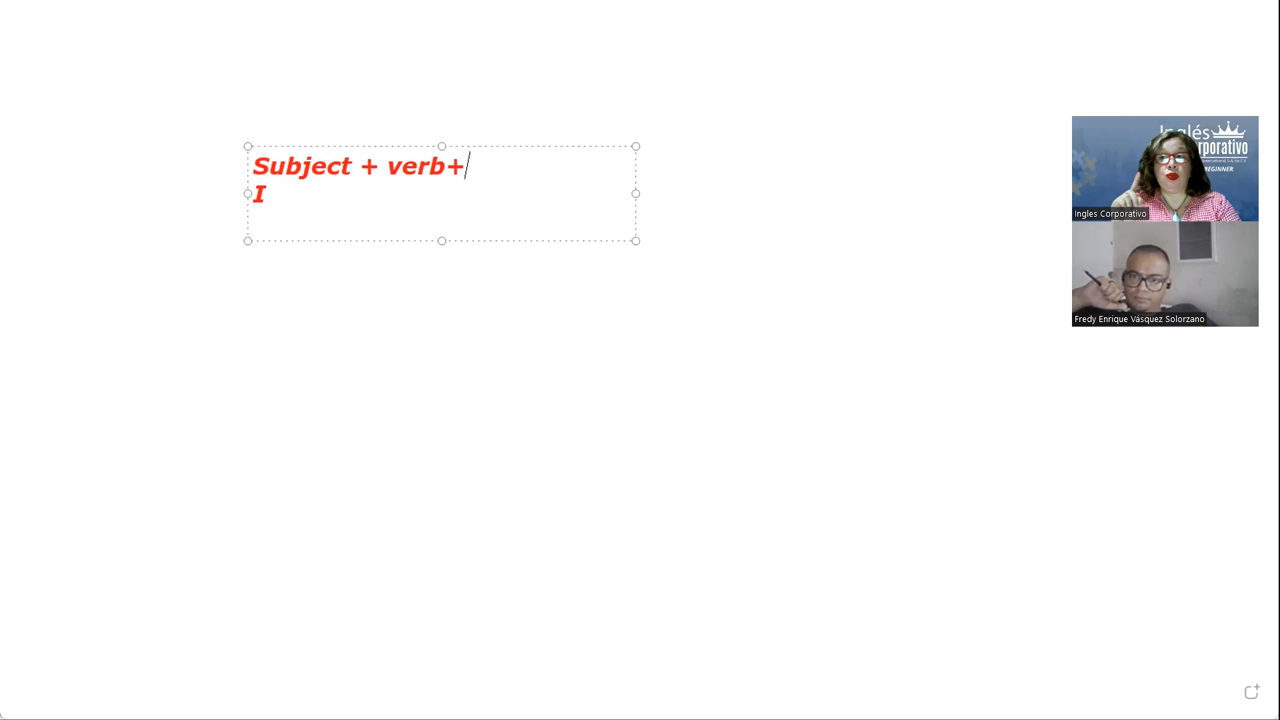 Subject + verb+
I
Inglés
Corporativo
BEGINNER
Ingles Corporativo
Fredy Enrique Vásquez Solorzano